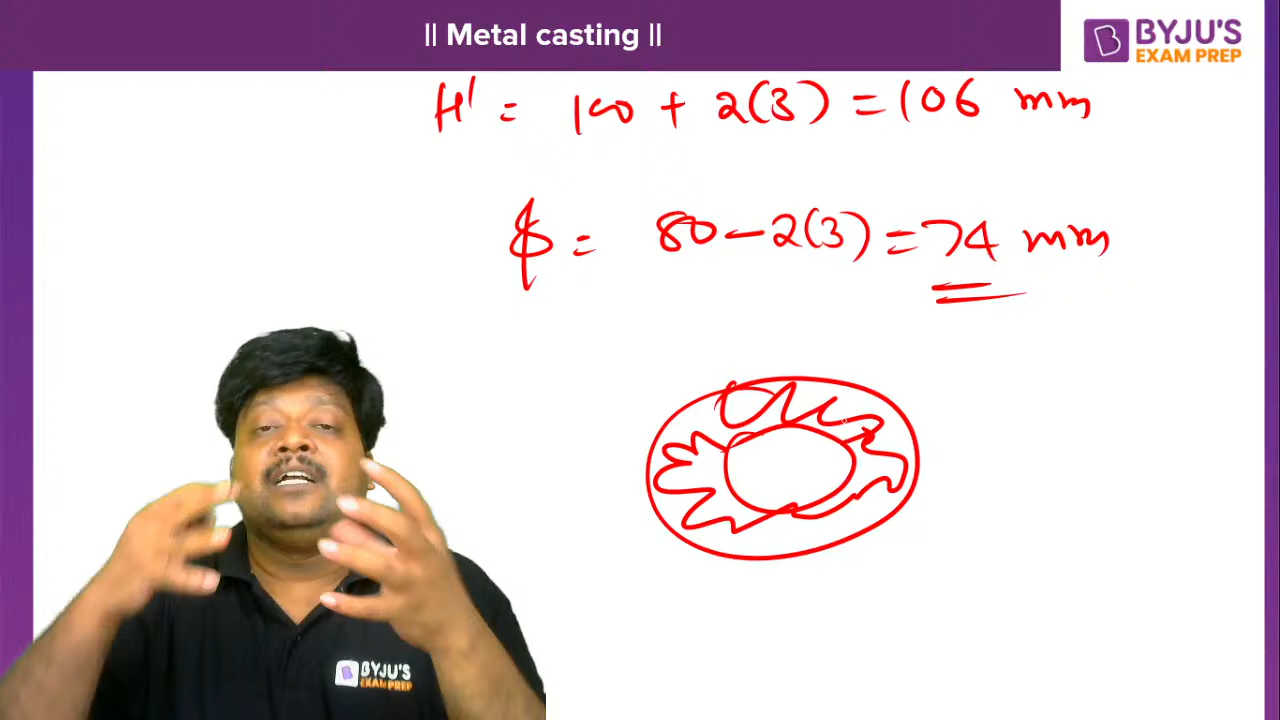 || Metal casting ||
BYJU'S
EXAM PREP
H' = 100 + 2(3) = 106 mm
ϕ = 80 - 2(3) = 74 mm
BYJU'S
EXAM PREP